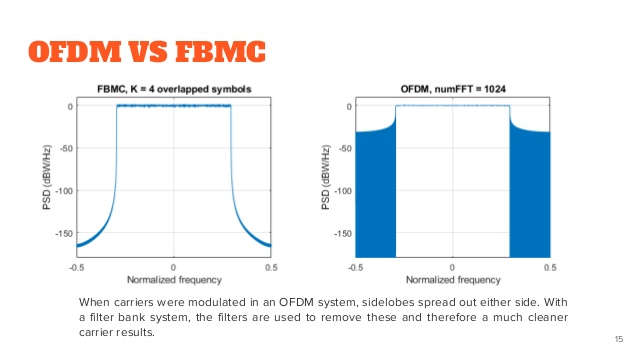 OFDM VS FBMC
FBMC, K = 4 overlapped symbols
0
-50
-100
-150
PSD (dBW/Hz)
-0.5
0
0.5
Normalized frequency
OFDM, numFFT = 1024
0
-50
-100
-150
PSD (dBW/Hz)
-0.5
0
0.5
Normalized frequency
When carriers were modulated in an OFDM system, sidelobes spread out either side. With
a filter bank system, the filters are used to remove these and therefore a much cleaner
carrier results.
15